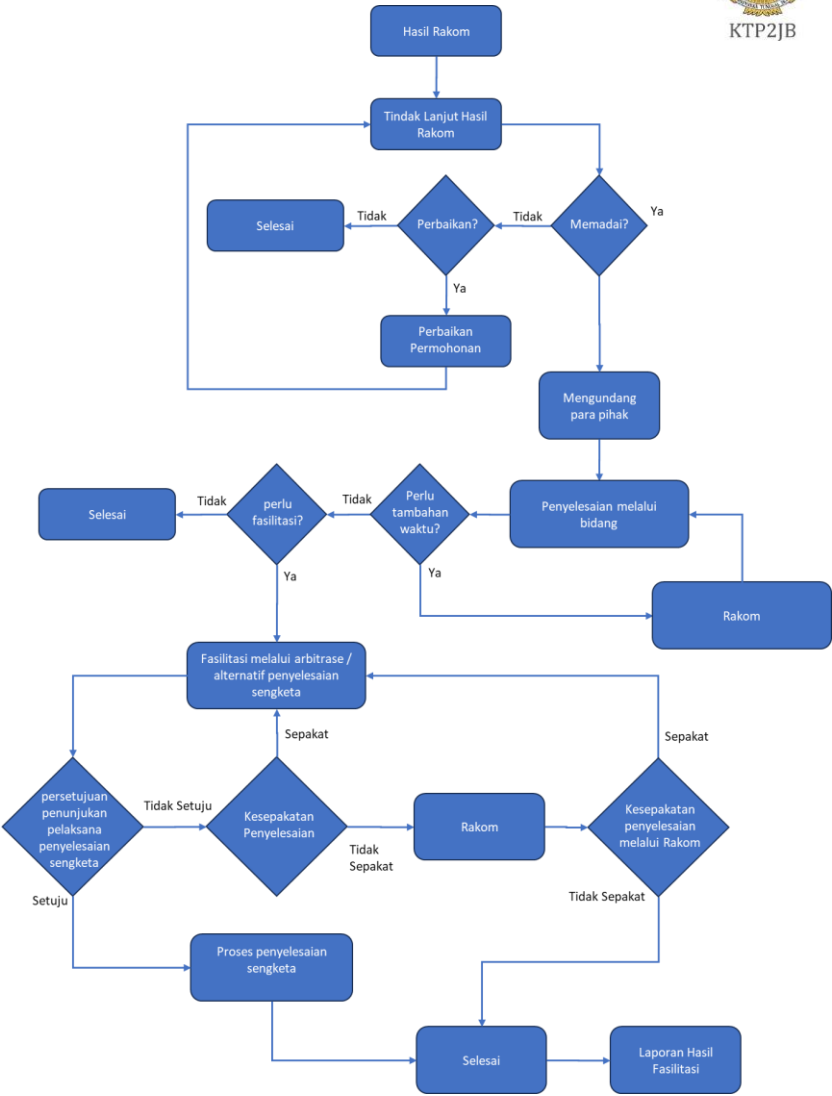 KTP2JB
Hasil Rakom
Tindak Lanjut Hasil
Rakom
Selesai
Tidak
Perbaikan?
Tidak
Memadai?
Ya
Ya
Perbaikan
Permohonan
Mengundang
para pihak
Selesai
Tidak
perlu
fasilitasi?
Tidak
Perlu
tambahan
waktu?
Penyelesaian melalui
bidang
Ya
Ya
Rakom
Fasilitasi melalui arbitrase /
alternatif penyelesaian
sengketa
Sepakat
Sepakat
persetujuan
penunjukan
pelaksana
penyelesaian
sengketa
Tidak Setuju
Kesepakatan
Penyelesaian
Tidak
Sepakat
Rakom
Kesepakatan
penyelesaian
melalui Rakom
Setuju
Tidak Sepakat
Proses penyelesaian
sengketa
Selesai
Laporan Hasil
Fasilitasi